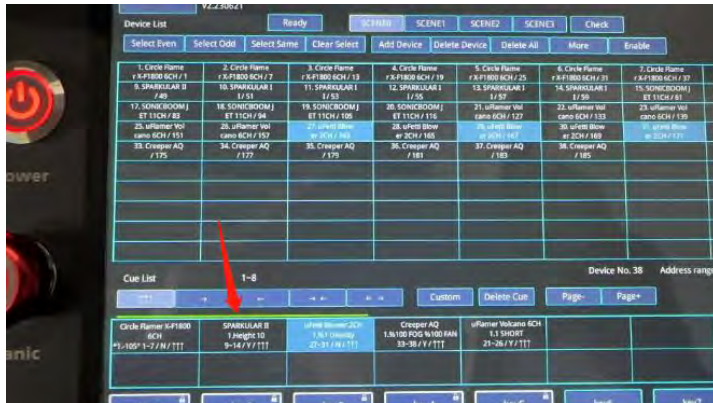 V2.230621
Device List
Ready
SCENE1
SCENE2
SCENE3
Check
Select Even
Select Odd
Select Same
Clear Select
Add Device
Delete Device
Delete All
More
Enable
1. Circle Flame
r X-F1800 6CH / 1
2. Circle Flame
r X-F1800 6CH / 7
3. Circle Flame
r X-F1800 6CH / 13
4. Circle Flame
r X-F1800 6CH / 19
5. Circle Flame
r X-F1800 6CH / 25
6. Circle Flame
r X-F1800 6CH / 31
7. Circle Flame
r X-F1800 6CH / 37
9. SPARKULAR II
/ 49
10. SPARKULAR I
I / 51
11. SPARKULAR I
I / 53
12. SPARKULAR I
I / 55
13. SPARKULAR I
I / 57
14. SPARKULAR I
I / 59
15. SONICBOOM J
ET 11CH / 61
17. SONICBOOM J
ET 11CH / 83
18. SONICBOOM J
ET 11CH / 94
19. SONICBOOM J
ET 11CH / 105
20. SONICBOOM J
ET 11CH / 116
21. uFlamer Vol
cano 6CH / 127
22. uFlamer Vol
cano 6CH / 133
23. uFlamer Vol
cano 6CH / 139
25. uFlamer Vol
cano 6CH / 151
26. uFlamer Vol
cano 6CH / 157
28. uFetti Blow
er 2CH / 165
30. uFetti Blow
er 2CH / 169
33. Creeper AQ
/ 175
34. Creeper AQ
/ 177
35. Creeper AQ
/ 179
36. Creeper AQ
/ 181
37. Creeper AQ
/ 183
38. Creeper AQ
/ 185
ower
Device No. 38
Address rang
Cue List
1~8
↑↑↑
→
←
→ ←
← →
Custom
Delete Cue
Page-
Page+
Circle Flamer X-F1800
6CH
*1.-105° 1~7 / N / ↑↑↑
SPARKULAR II
1.Height 10
9~14 / Y / ↑↑↑
27~31 / N / ↑↑↑
Creeper AQ
1.%100 FOG %100 FAN
33~38 / Y / ↑↑↑
uFlamer Volcano 6CH
1.1 SHORT
21~26 / Y / ↑↑↑
anic